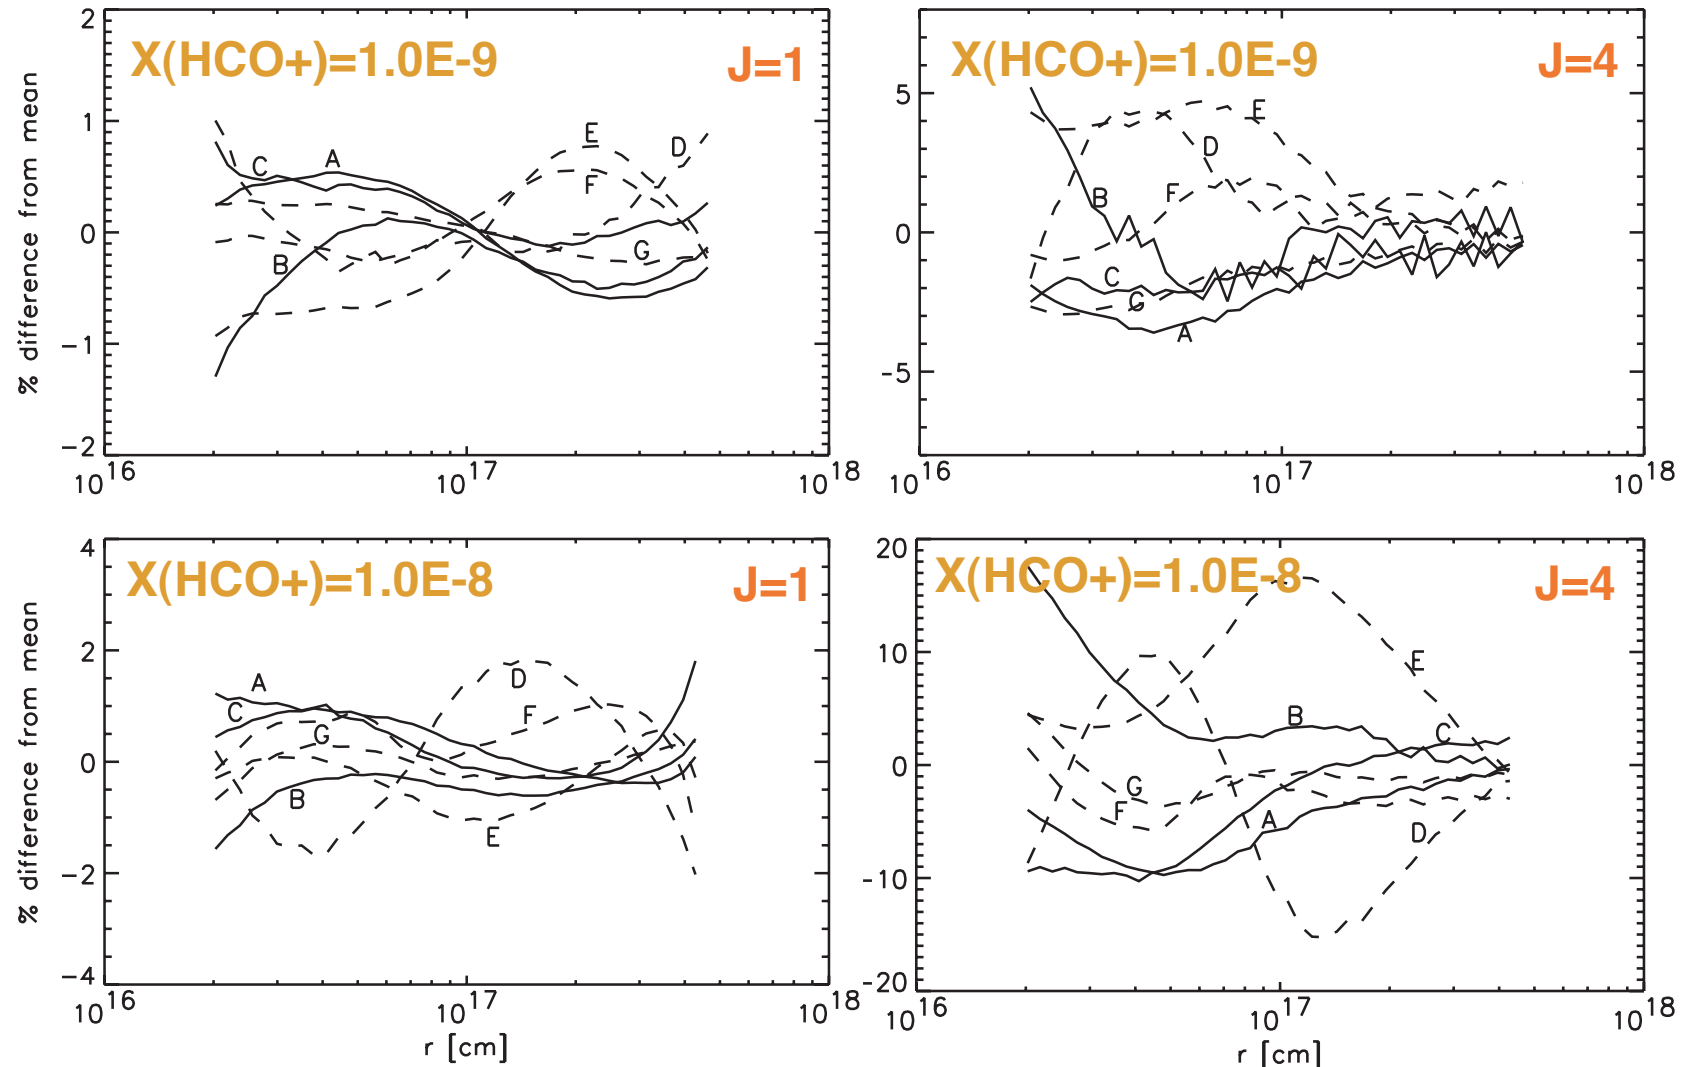 % difference from mean
2
1
0
−1
−2
X(HCO+)=1.0E-9
J=1
A
B
C
D
E
F
G
10^16
10^17
10^18
5
0
-5
X(HCO+)=1.0E-9
J=4
A
B
C
D
E
F
G
10^16
10^17
10^18
% difference from mean
4
2
0
−2
−4
X(HCO+)=1.0E-8
J=1
A
B
C
D
E
F
G
10^16
10^17
10^18
r [cm]
20
10
0
-10
-20
X(HCO+)=1.0E-8
J=4
A
B
C
D
E
F
G
10^16
10^17
10^18
r [cm]